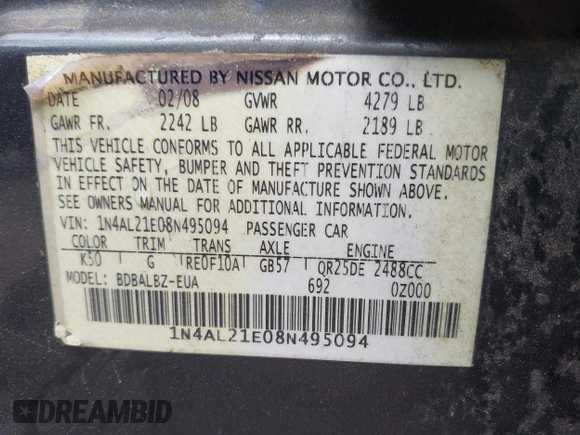 MANUFACTURED BY NISSAN MOTOR CO., LTD.
DATE 02/08 GVWR 4279 LB
GAWR FR. 2242 LB GAWR RR. 2189 LB
THIS VEHICLE CONFORMS TO ALL APPLICABLE FEDERAL MOTOR
VEHICLE SAFETY, BUMPER AND THEFT PREVENTION STANDARDS
IN EFFECT ON THE DATE OF MANUFACTURE SHOWN ABOVE.
SEE OWNERS MANUAL FOR ADDITIONAL INFORMATION.
VIN: 1N4AL21E08N495094 PASSENGER CAR
COLOR TRIM TRANS AXLE ENGINE
K50 G RE0F10A GB57 QR25DE 2488CC
MODEL: BDBALBZ-EUA 692 0Z000
1N4AL21E08N495094
DREAMBID